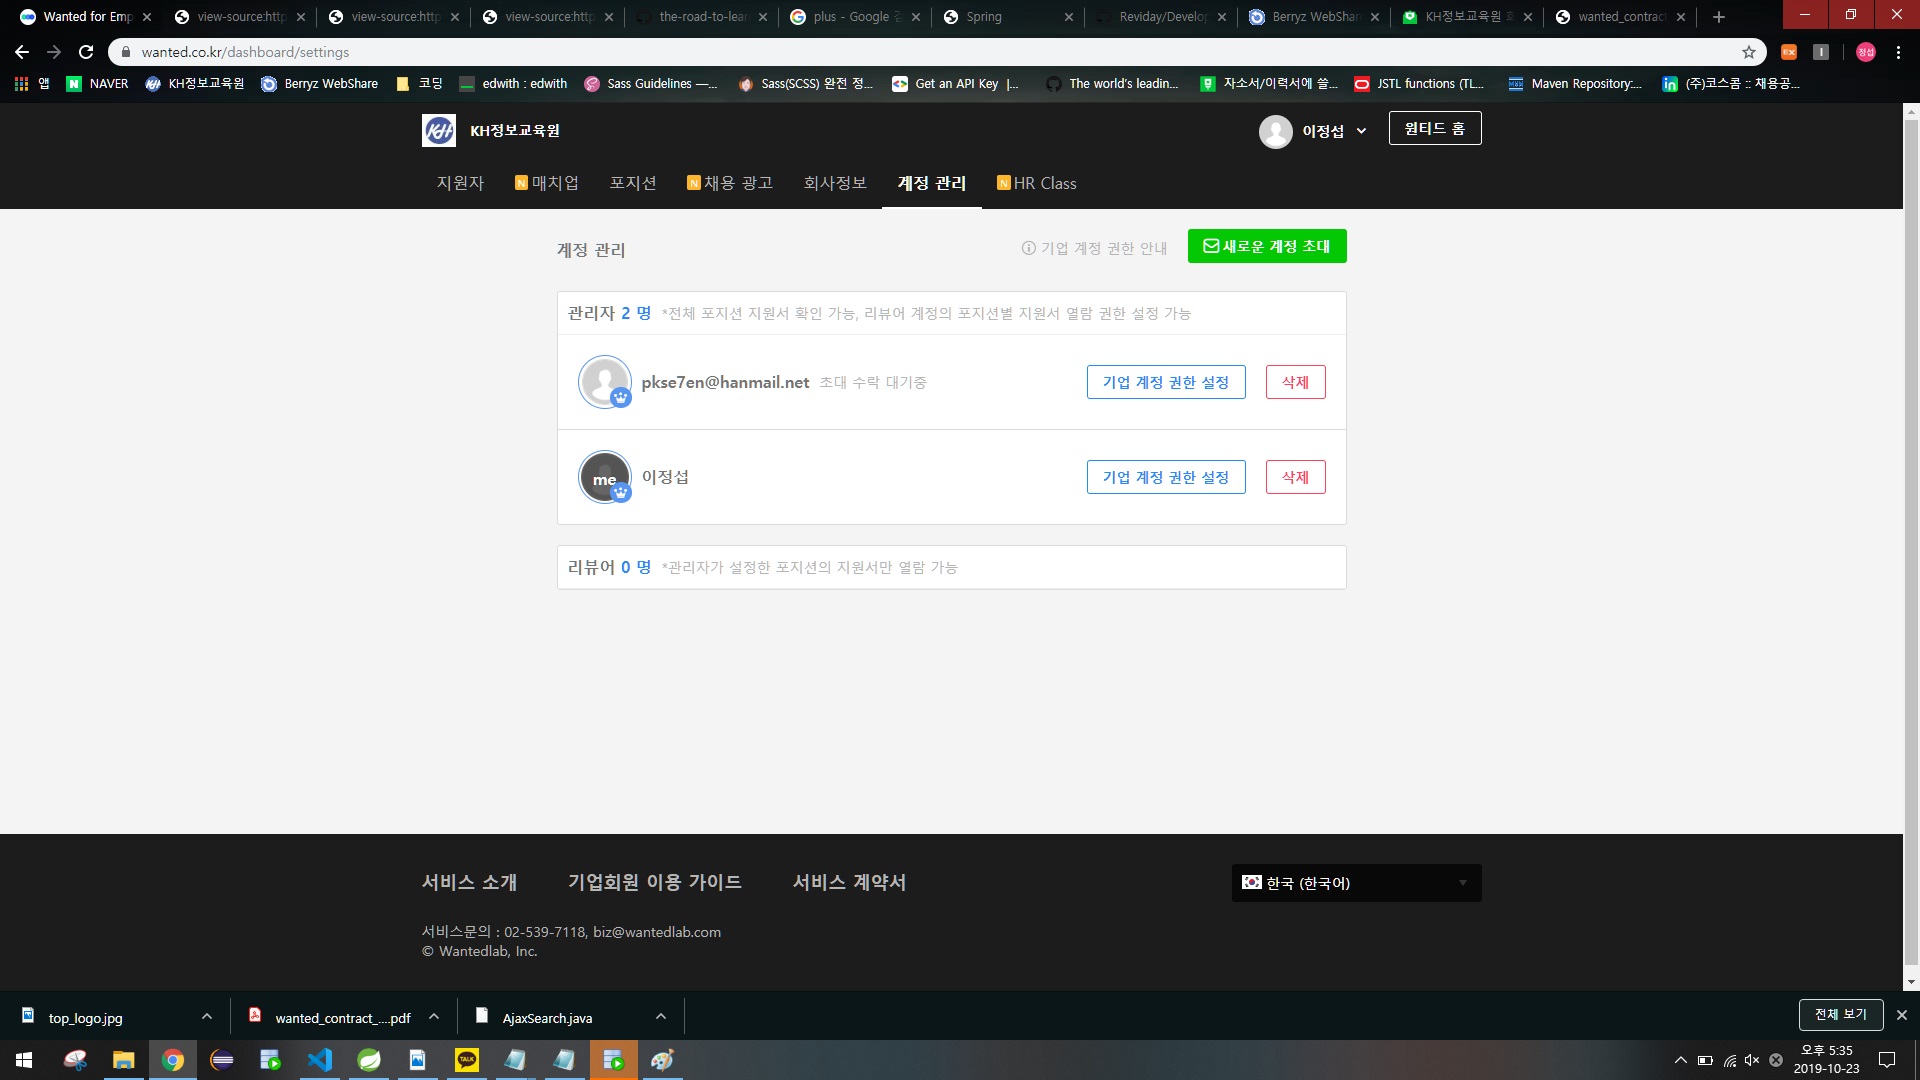 Wanted for Emp
view-source:http
view-source:http
view-source:http
the-road-to-lear
plus - Google 검
Spring
Reviday/Develop
Berryz WebShar
KH정보교육원
wanted_contract
wanted.co.kr/dashboard/settings
정섭
앱
NAVER
KH정보교육원
Berryz WebShare
코딩
edwith : edwith
Sass Guidelines —...
Sass(SCSS) 완전 정...
Get an API Key |...
The world's leadin...
자소서/이력서에 쓸...
JSTL functions (TL...
Maven Repository:...
(주)코스콤 :: 채용공...
KH정보교육원
이정섭
원티드 홈
지원자
N 매치업
포지션
N 채용 광고
회사정보
계정 관리
N HR Class
계정 관리
기업 계정 권한 안내
새로운 계정 초대
관리자 2 명 *전체 포지션 지원서 확인 가능, 리뷰어 계정의 포지션별 지원서 열람 권한 설정 가능
pkse7en@hanmail.net 초대 수락 대기중
기업 계정 권한 설정
삭제
me
이정섭
기업 계정 권한 설정
삭제
리뷰어 0 명 *관리자가 설정한 포지션의 지원서만 열람 가능
서비스 소개
기업회원 이용 가이드
서비스 계약서
한국 (한국어)
서비스문의 : 02-539-7118, biz@wantedlab.com
© Wantedlab, Inc.
top_logo.jpg
wanted_contract_....pdf
AjaxSearch.java
전체 보기
TALK
오후 5:35
2019-10-23